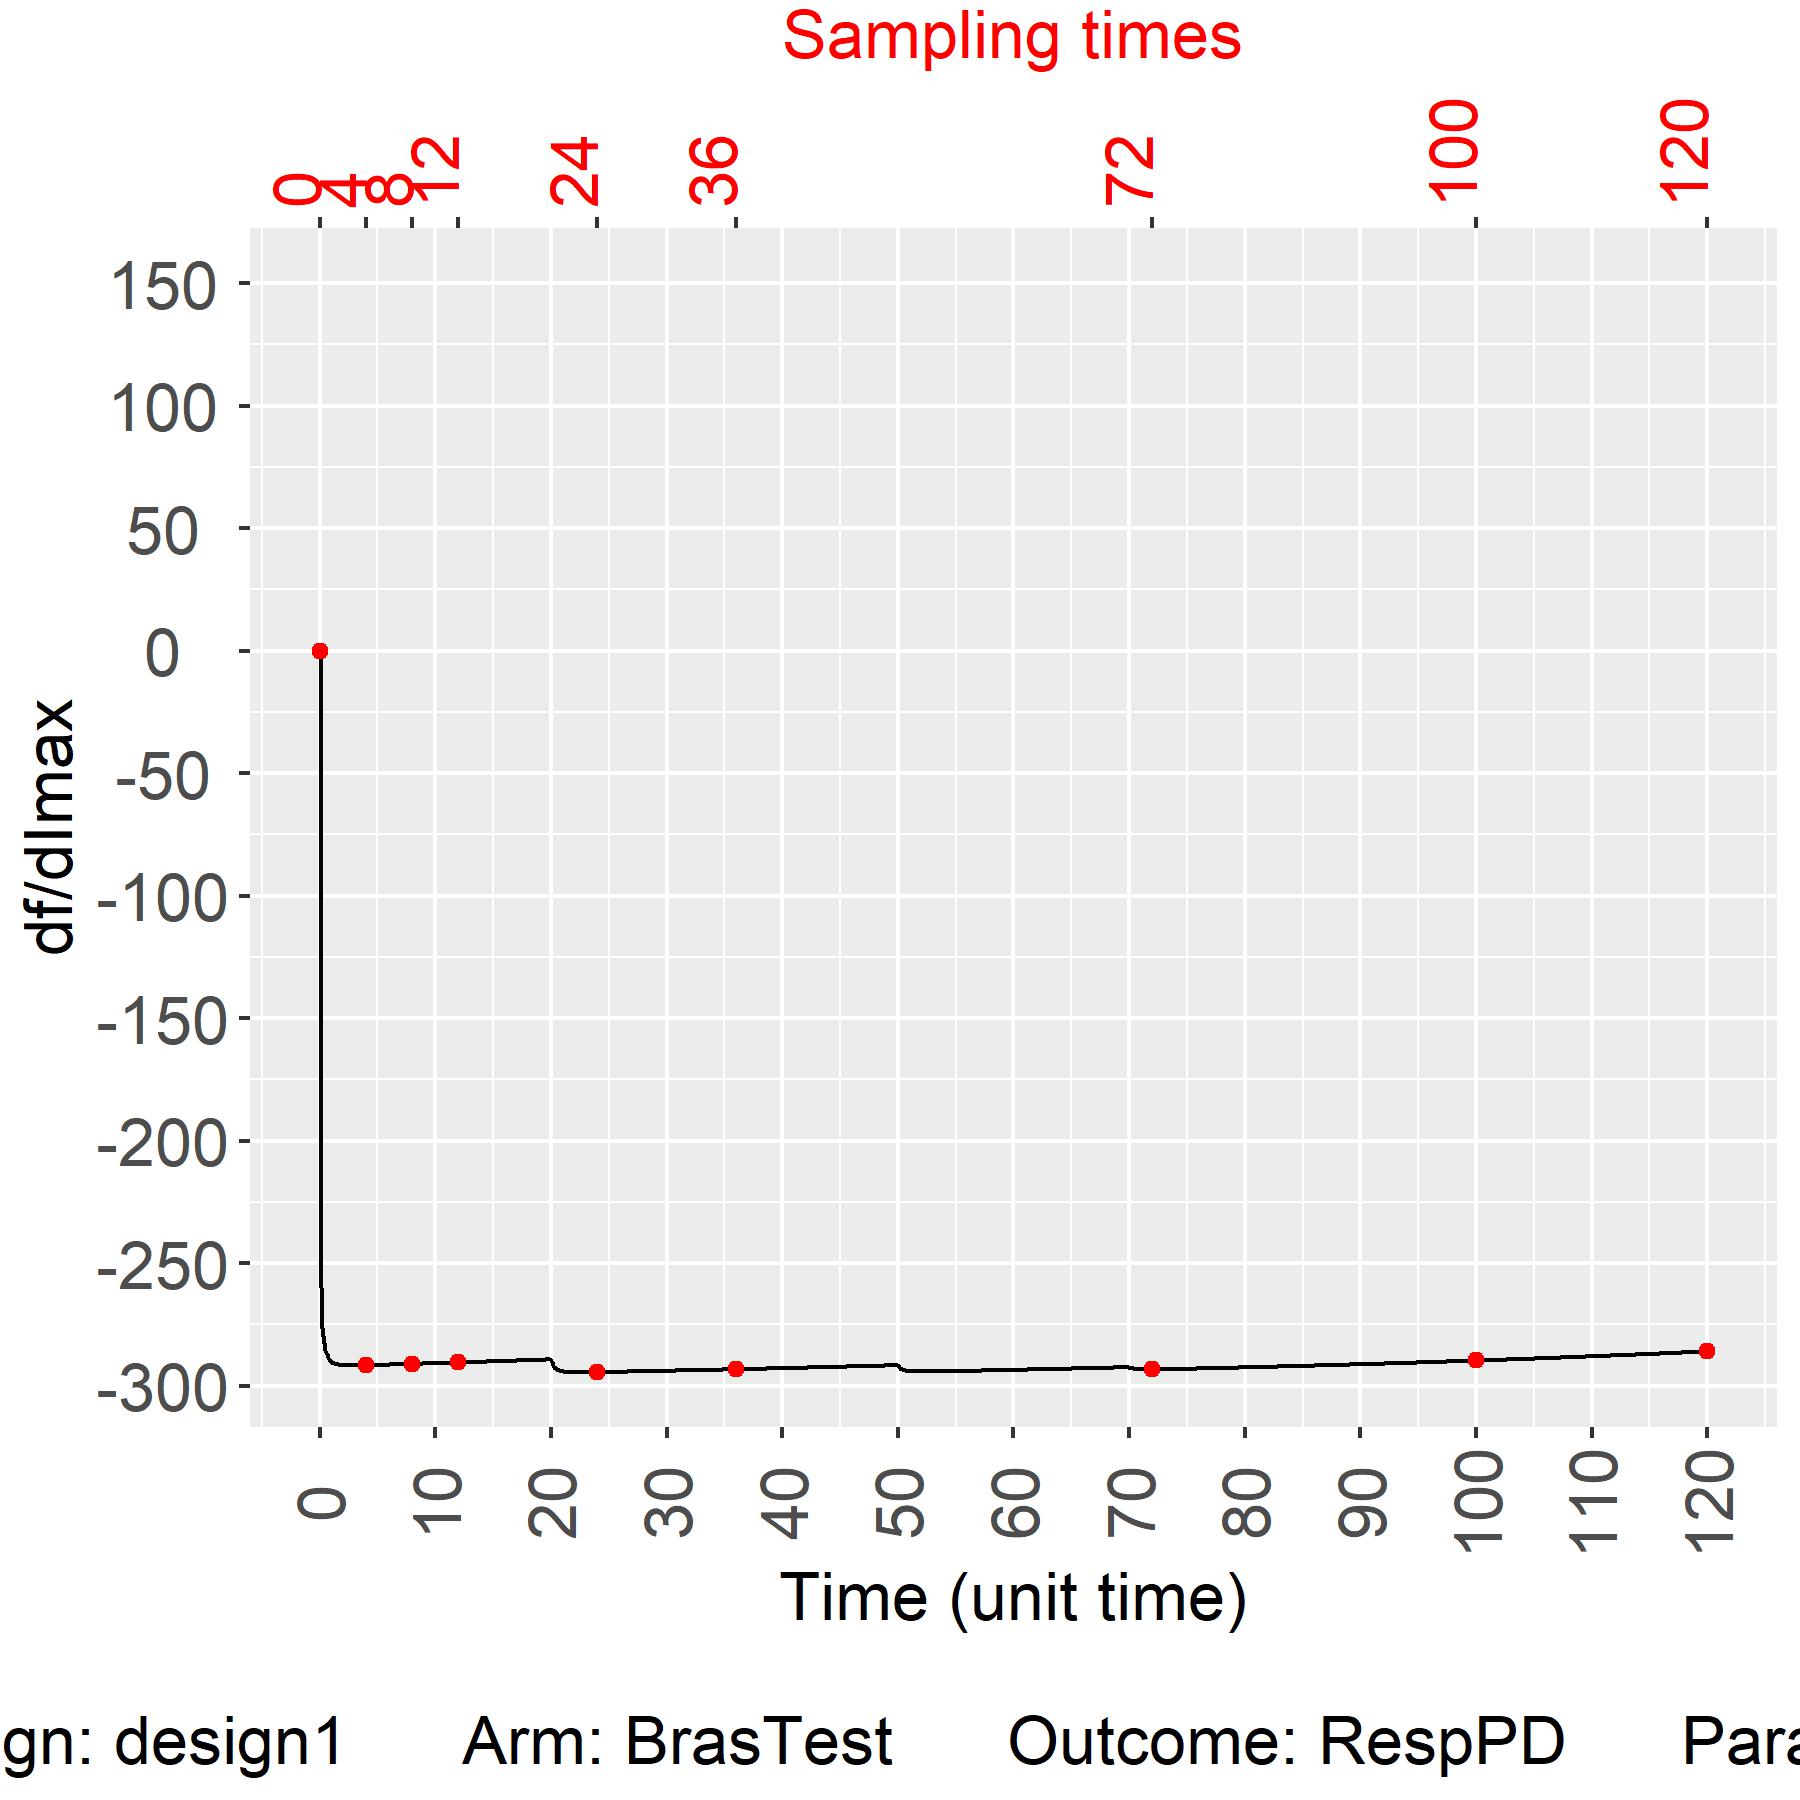 Sampling times
0 4 8 12 24 36 72 100 120
150
100
50
0
-50
-100
-150
-200
-250
-300
df/dImax
0 10 20 30 40 50 60 70 80 90 100 110 120
Time (unit time)
gn: design1 Arm: BrasTest Outcome: RespPD Para